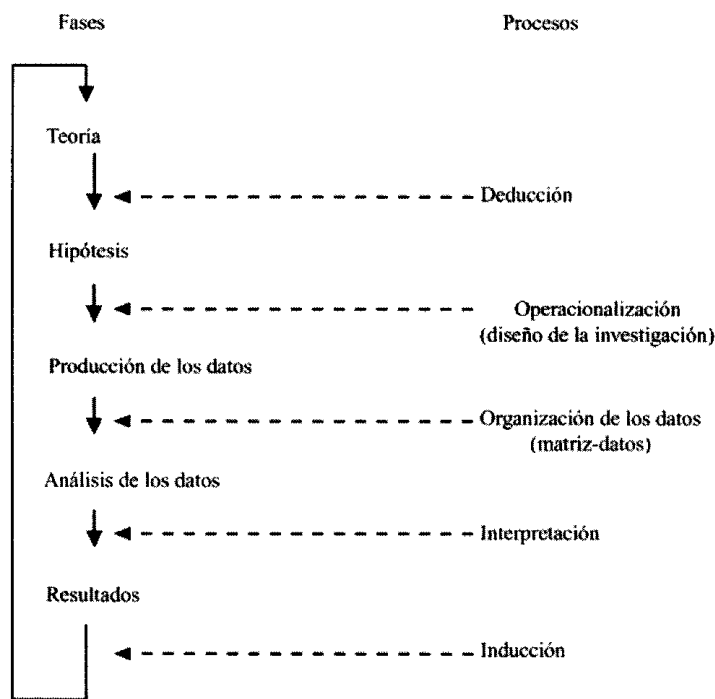 Fases
Procesos
Teoría
Deducción
Hipótesis
Operacionalización
(diseño de la investigación)
Producción de los datos
Organización de los datos
(matriz-datos)
Análisis de los datos
Interpretación
Resultados
Inducción